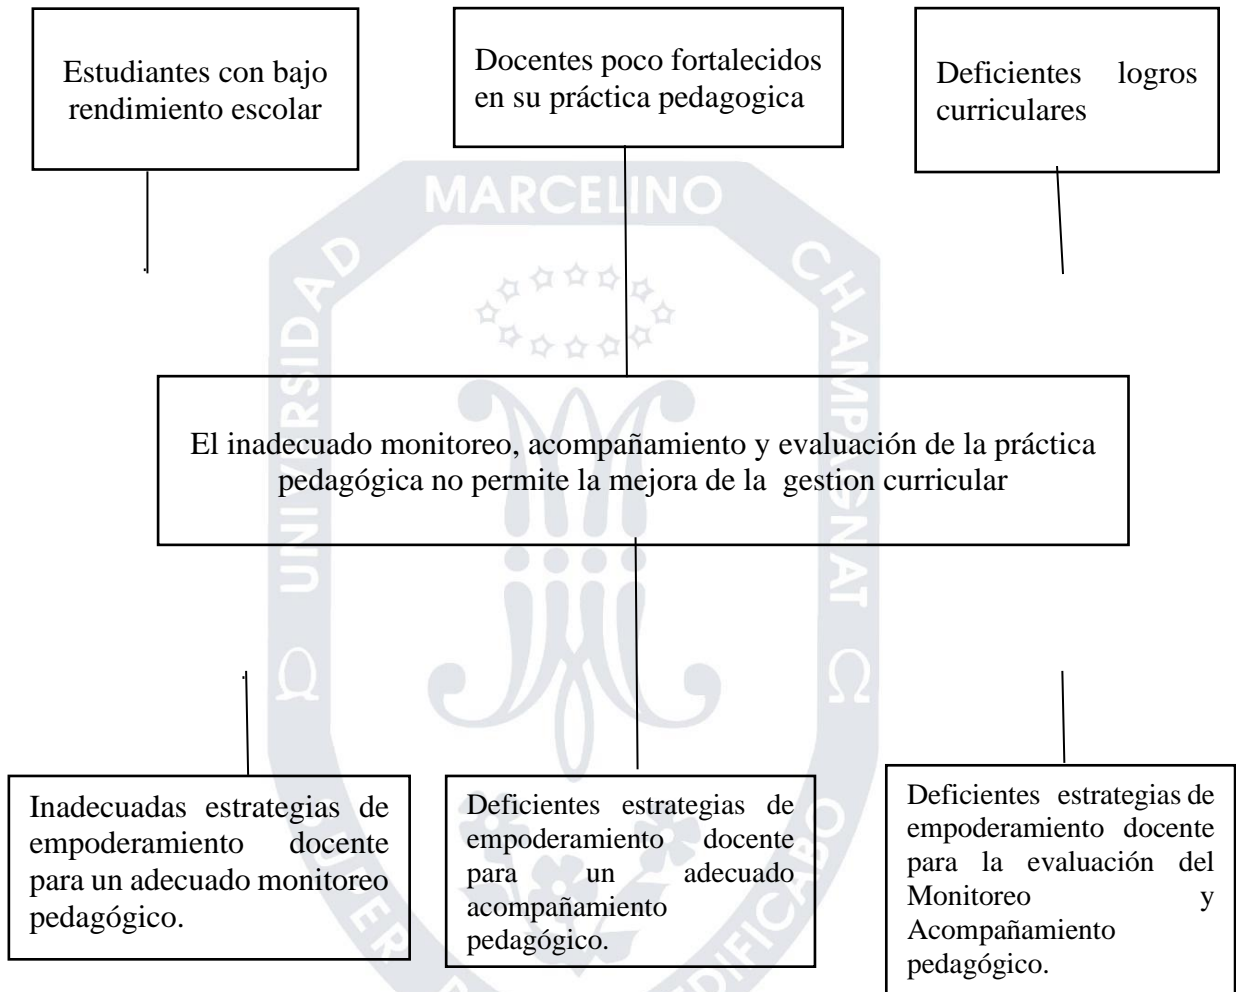 Estudiantes con bajo
rendimiento escolar
Docentes poco fortalecidos
en su práctica pedagogica
Deficientes logros
curriculares
MARCELINO
CHAMPAGNAT
UNIVERSIDAD
El inadecuado monitoreo, acompañamiento y evaluación de la práctica
pedagógica no permite la mejora de la gestion curricular
Inadecuadas estrategias de
empoderamiento docente
para un adecuado monitoreo
pedagógico.
Deficientes estrategias de
empoderamiento docente
para un adecuado
acompañamiento
pedagógico.
Deficientes estrategias de
empoderamiento docente
para la evaluación del
Monitoreo y
Acompañamiento
pedagógico.